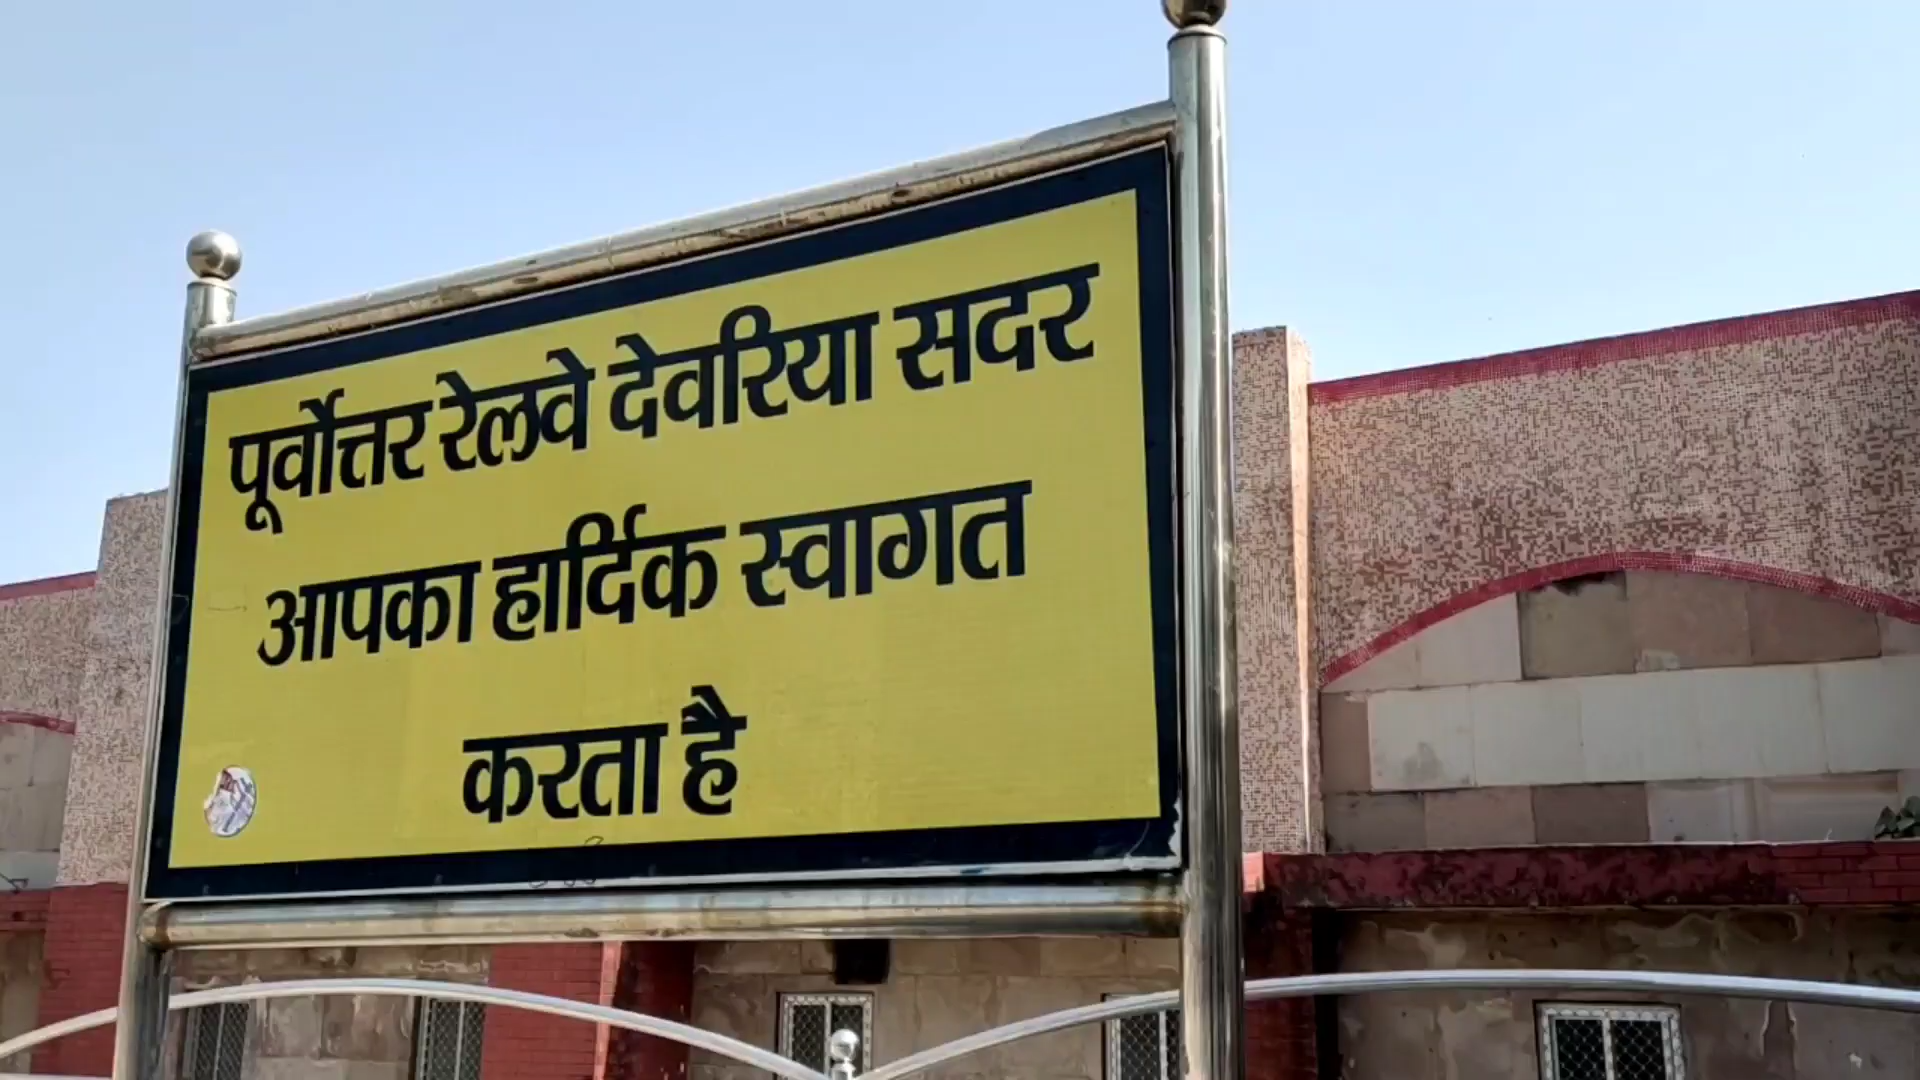 पूर्वोत्तर रेलवे देवरिया सदर
आपका हार्दिक स्वागत
करता है